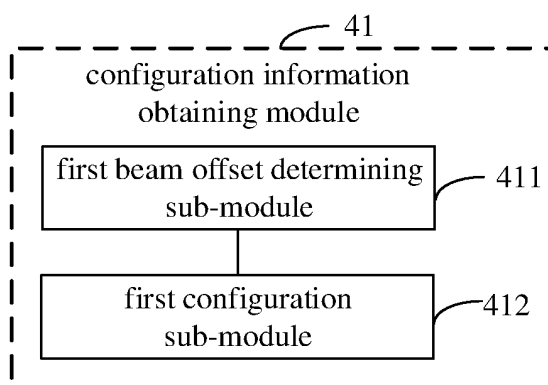 41
configuration information
obtaining module
first beam offset determining
sub-module
411
first configuration
sub-module
412